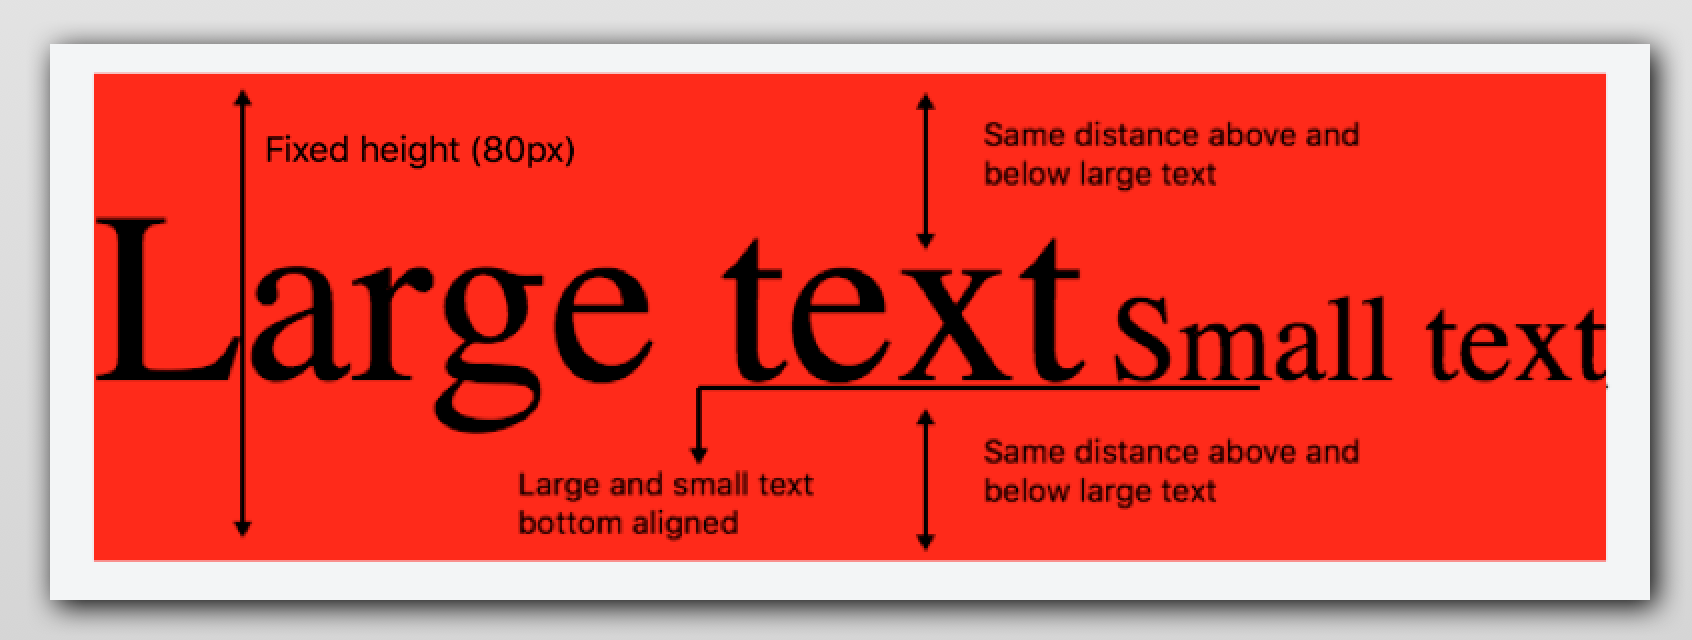 Fixed height (80px)
Same distance above and
below large text
Large text Small text
Large and small text
bottom aligned
Same distance above and
below large text